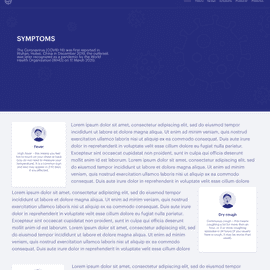 SYMPTOMS
The Coronavirus (COVID-19) was first detected in
Wuhan, Hubei, China in December 2019, the outbreak
was later recognized as a pandemic by the World
Health Organization (WHO) on 11 March 2020.
Fever
Lorem ipsum dolor sit amet, consectetur adipiscing elit, sed do eiusmod tempor
incididunt ut labore et dolore magna aliqua. Ut enim ad minim veniam, quis nostrud
exercitation ullamco laboris nisi ut aliquip ex ea commodo consequat. Duis aute irure
dolor in reprehenderit in voluptate velit esse cillum dolore eu fugiat nulla pariatur.
Excepteur sint occaecat cupidatat non proident, sunt in culpa qui officia deserunt
mollit anim id est laborum. Lorem ipsum dolor sit amet, consectetur adipiscing elit, sed
do eiusmod tempor incididunt ut labore et dolore magna aliqua. Ut enim ad minim
veniam, quis nostrud exercitation ullamco laboris nisi ut aliquip ex ea commodo
consequat. Duis aute irure dolor in reprehenderit in voluptate velit esse cillum dolore
Lorem ipsum dolor sit amet, consectetur adipiscing elit, sed do eiusmod tempor
incididunt ut labore et dolore magna aliqua. Ut enim ad minim veniam, quis nostrud
exercitation ullamco laboris nisi ut aliquip ex ea commodo consequat. Duis aute irure
dolor in reprehenderit in voluptate velit esse cillum dolore eu fugiat nulla pariatur.
Excepteur sint occaecat cupidatat non proident, sunt in culpa qui officia deserunt
mollit anim id est laborum. Lorem ipsum dolor sit amet, consectetur adipiscing elit, sed
do eiusmod tempor incididunt ut labore et dolore magna aliqua. Ut enim ad minim
veniam, quis nostrud exercitation ullamco laboris nisi ut aliquip ex ea commodo
consequat. Duis aute irure dolor in reprehenderit in voluptate velit esse cillum dolore
Dry cough
Lorem ipsum dolor sit amet, consectetur adipiscing elit, sed do eiusmod tempor